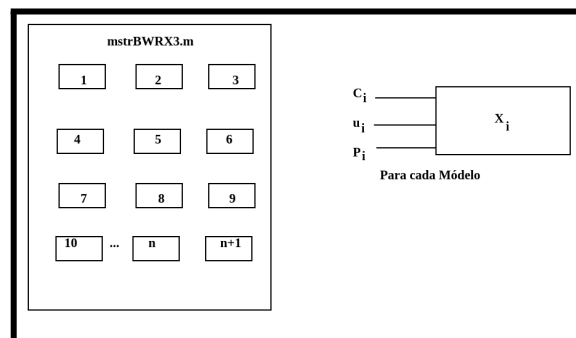 mstrBWRX3.m
1 2 3
4 5 6
7 8 9
10 ... n n+1
Ci
ui
Pi
Xi
Para cada Módelo